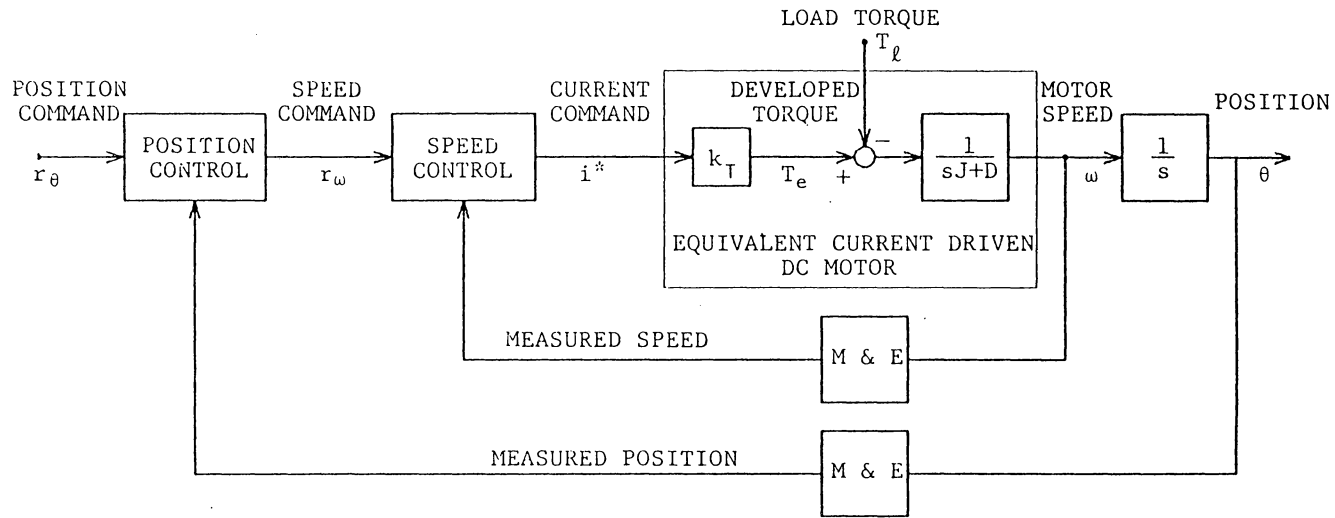 LOAD TORQUE
T_ℓ
POSITION
COMMAND
SPEED
COMMAND
CURRENT
COMMAND
DEVELOPED
TORQUE
MOTOR
SPEED
POSITION
POSITION
CONTROL
SPEED
CONTROL
k_T
−
+
1
sJ+D
1
s
r_θ
r_ω
i*
T_e
ω
θ
EQUIVALENT CURRENT DRIVEN
DC MOTOR
MEASURED SPEED
M & E
MEASURED POSITION
M & E